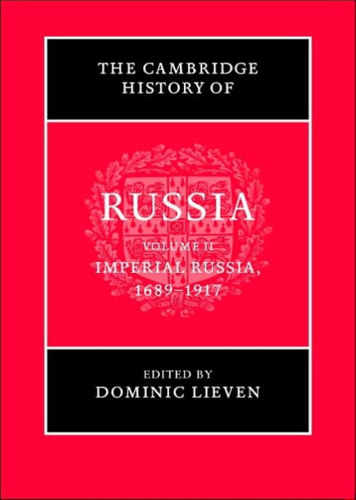 THE CAMBRIDGE
HISTORY OF
RUSSIA
VOLUME II
IMPERIAL RUSSIA,
1689–1917
EDITED BY
DOMINIC LIEVEN